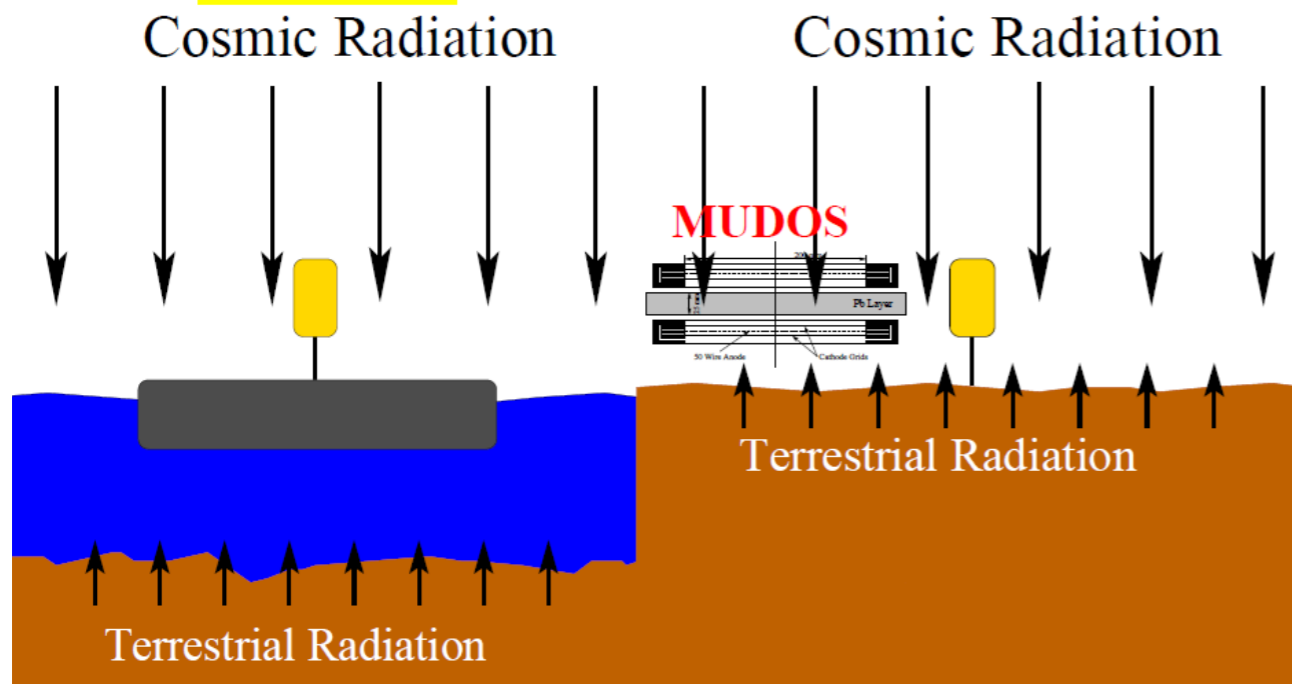 Cosmic Radiation
Cosmic Radiation
MUDOS
Pb Layer
50 Wire Anode
Cathode Grids
Terrestrial Radiation
Terrestrial Radiation